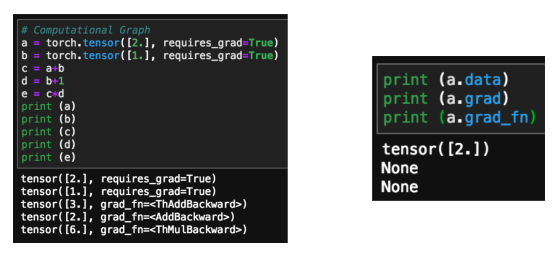 # Computational Graph
a = torch.tensor([2.], requires_grad=True)
b = torch.tensor([1.], requires_grad=True)
c = a+b
d = b+1
e = c*d
print (a)
print (b)
print (c)
print (d)
print (e)
tensor([2.], requires_grad=True)
tensor([1.], requires_grad=True)
tensor([3.], grad_fn=<ThAddBackward>)
tensor([2.], grad_fn=<AddBackward>)
tensor([6.], grad_fn=<ThMulBackward>)
print (a.data)
print (a.grad)
print (a.grad_fn)
tensor([2.])
None
None